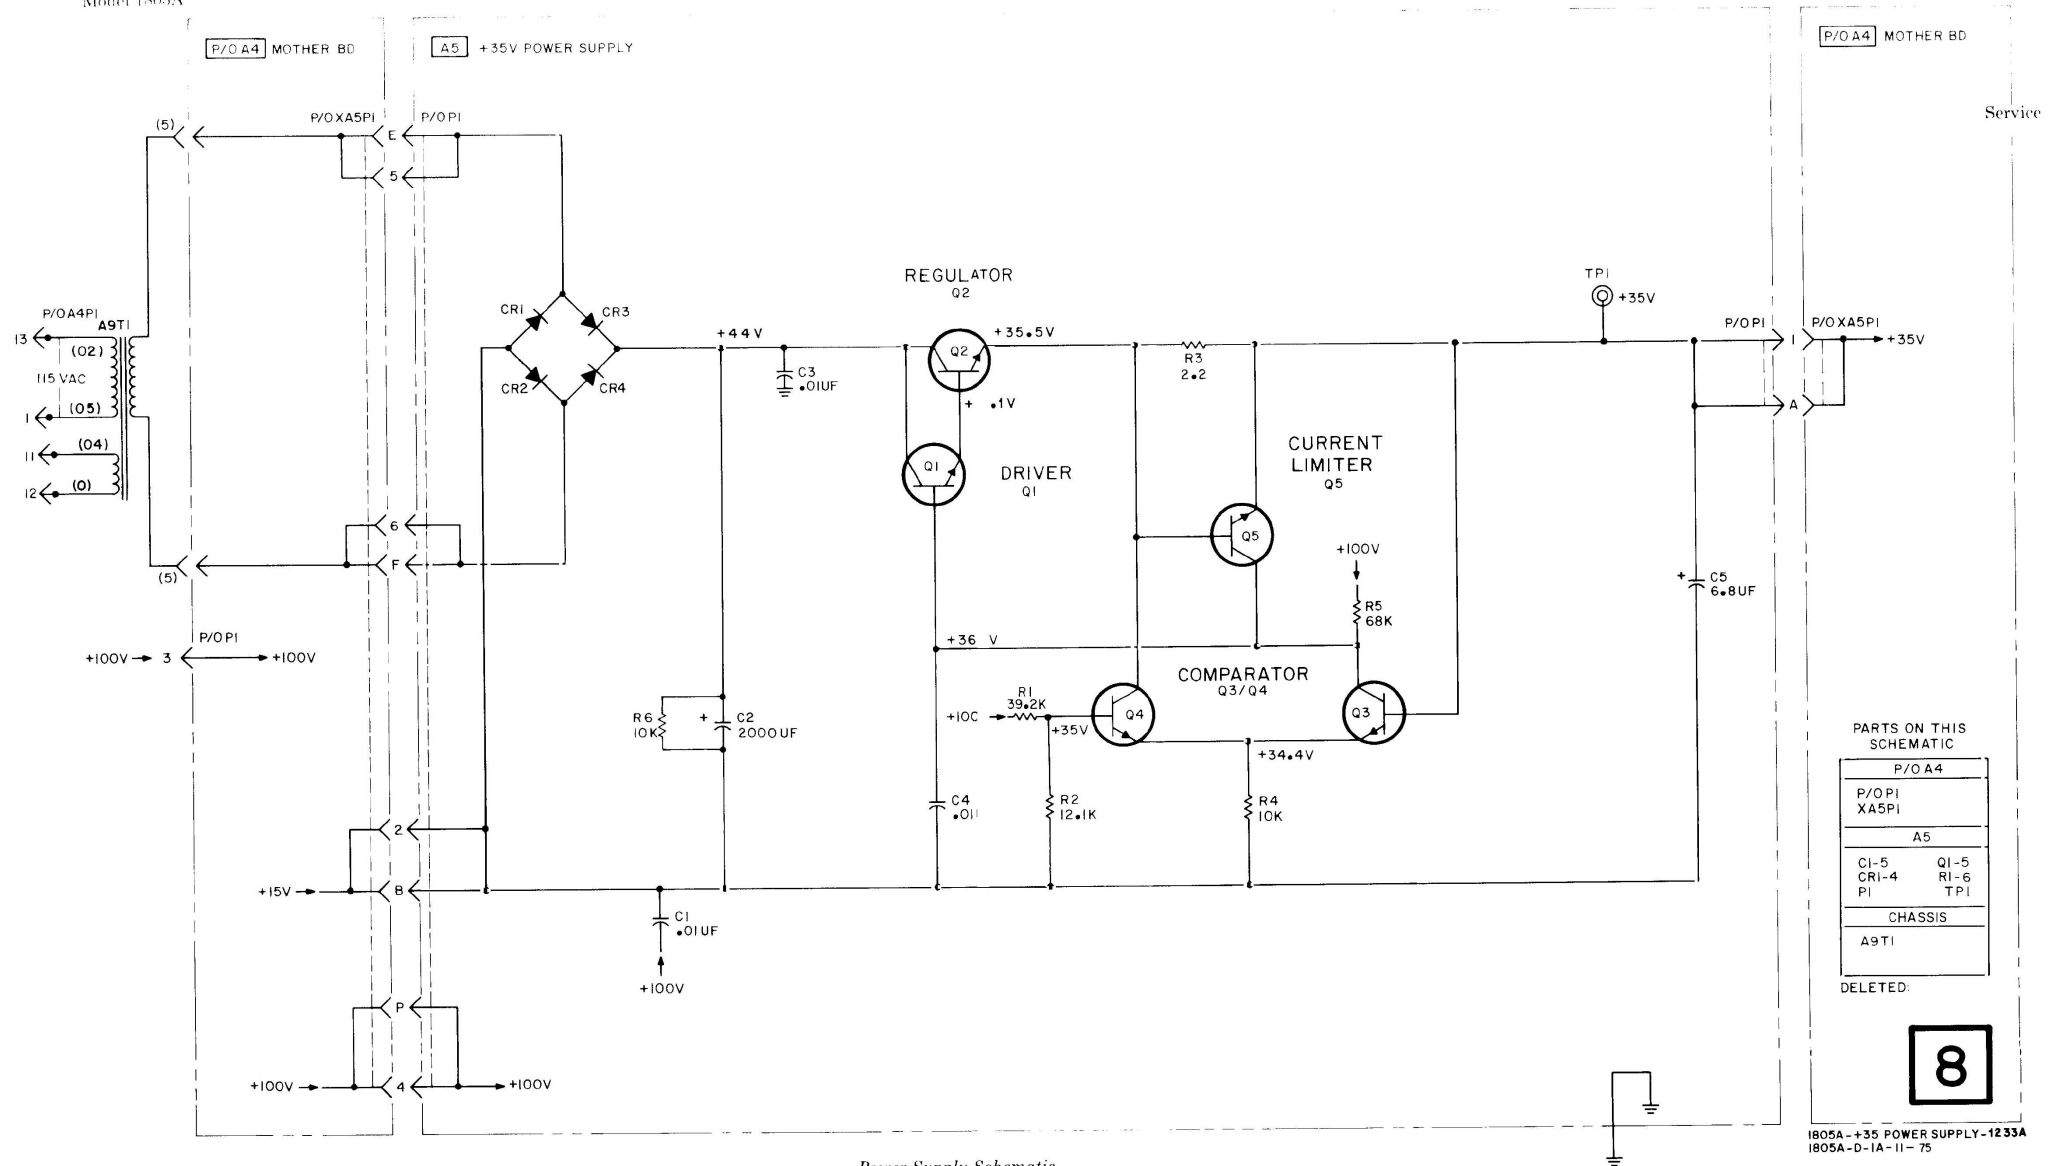 Model 1805A
P/O A4 MOTHER BD
A5 +35V POWER SUPPLY
P/O A4 MOTHER BD
Service
(5)
P/O XA5P1
E
P/O P1
5
P/O A4P1
A9T1
13
(02)
115 VAC
1
(05)
11
(04)
12
(0)
CR1
CR3
CR2
CR4
+44V
C3
.01UF
REGULATOR
Q2
Q2
+35.5V
+ .1V
R3
2.2
TP1
+35V
P/O P1
1
P/O XA5P1
+35V
A
Q1
DRIVER
Q1
CURRENT
LIMITER
Q5
Q5
+100V
R5
68K
6
F
(5)
C5
+
6.8UF
P/O P1
+100V
3
+100V
+36 V
COMPARATOR
Q3/Q4
R1
39.2K
+10C
+35V
Q4
Q3
+34.4V
R6
10K
+
C2
2000UF
C4
.011
R2
12.1K
R4
10K
2
+15V
B
C1
.01UF
+100V
P
+100V
4
+100V
PARTS ON THIS
SCHEMATIC
P/O A4
P/O P1
XA5P1
A5
C1-5 Q1-5
CR1-4 R1-6
P1 TP1
CHASSIS
A9T1
DELETED:
8
1805A-+35 POWER SUPPLY-1233A
1805A-D-1A-11-75
Power Supply Schematic